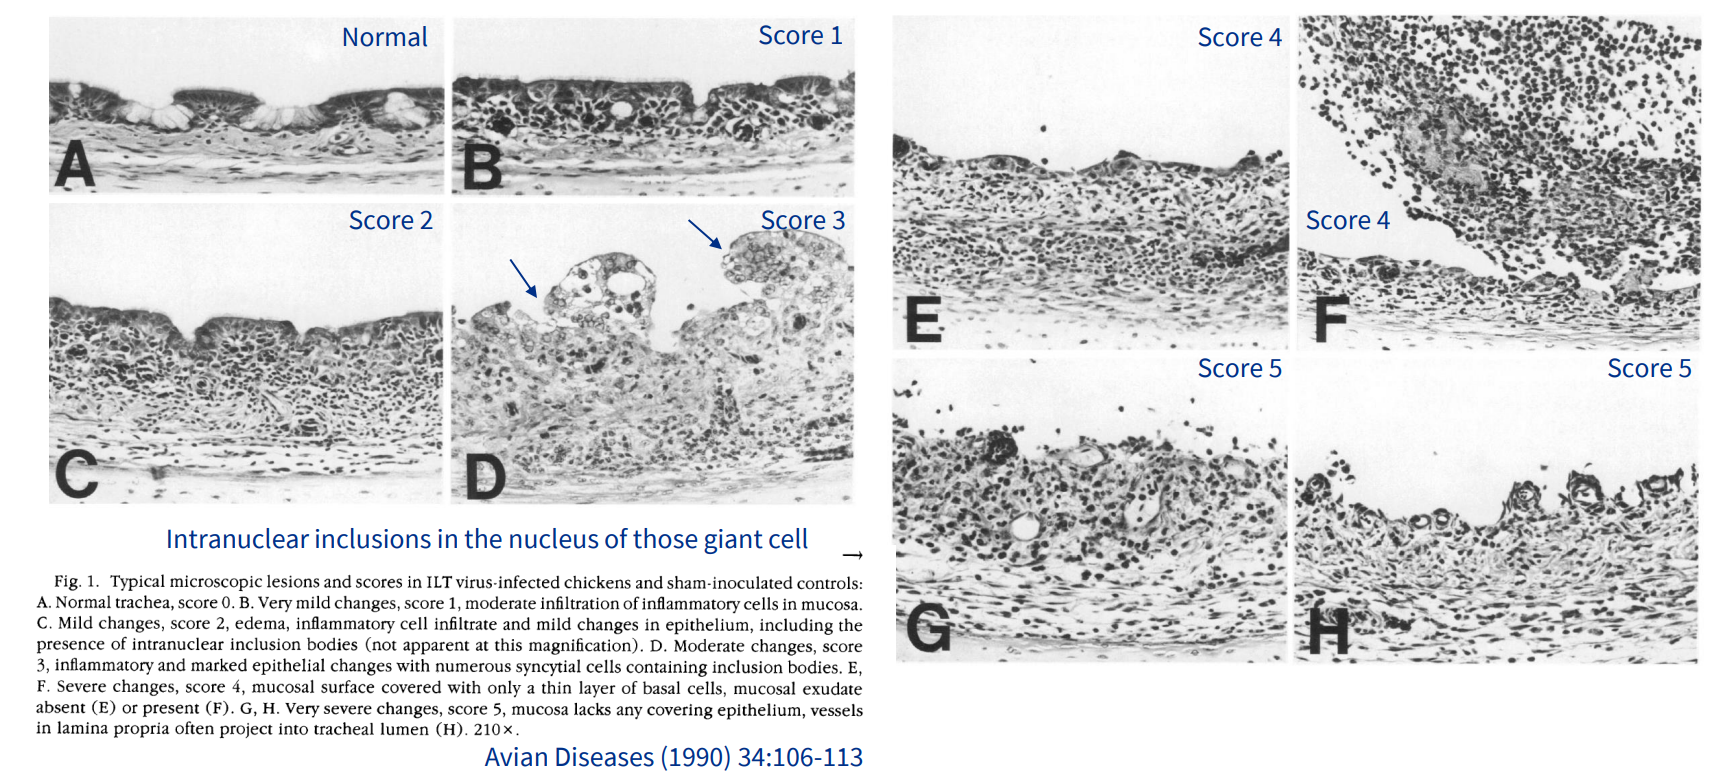 Normal
Score 1
A
B
Score 2
Score 3
C
D
Score 4
Score 4
E
F
Score 5
Score 5
G
H
Intranuclear inclusions in the nucleus of those giant cell
→
Fig. 1. Typical microscopic lesions and scores in ILT virus-infected chickens and sham-inoculated controls:
A. Normal trachea, score 0. B. Very mild changes, score 1, moderate infiltration of inflammatory cells in mucosa.
C. Mild changes, score 2, edema, inflammatory cell infiltrate and mild changes in epithelium, including the
presence of intranuclear inclusion bodies (not apparent at this magnification). D. Moderate changes, score
3, inflammatory and marked epithelial changes with numerous syncytial cells containing inclusion bodies. E,
F. Severe changes, score 4, mucosal surface covered with only a thin layer of basal cells, mucosal exudate
absent (E) or present (F). G, H. Very severe changes, score 5, mucosa lacks any covering epithelium, vessels
in lamina propria often project into tracheal lumen (H). 210×.
Avian Diseases (1990) 34:106-113